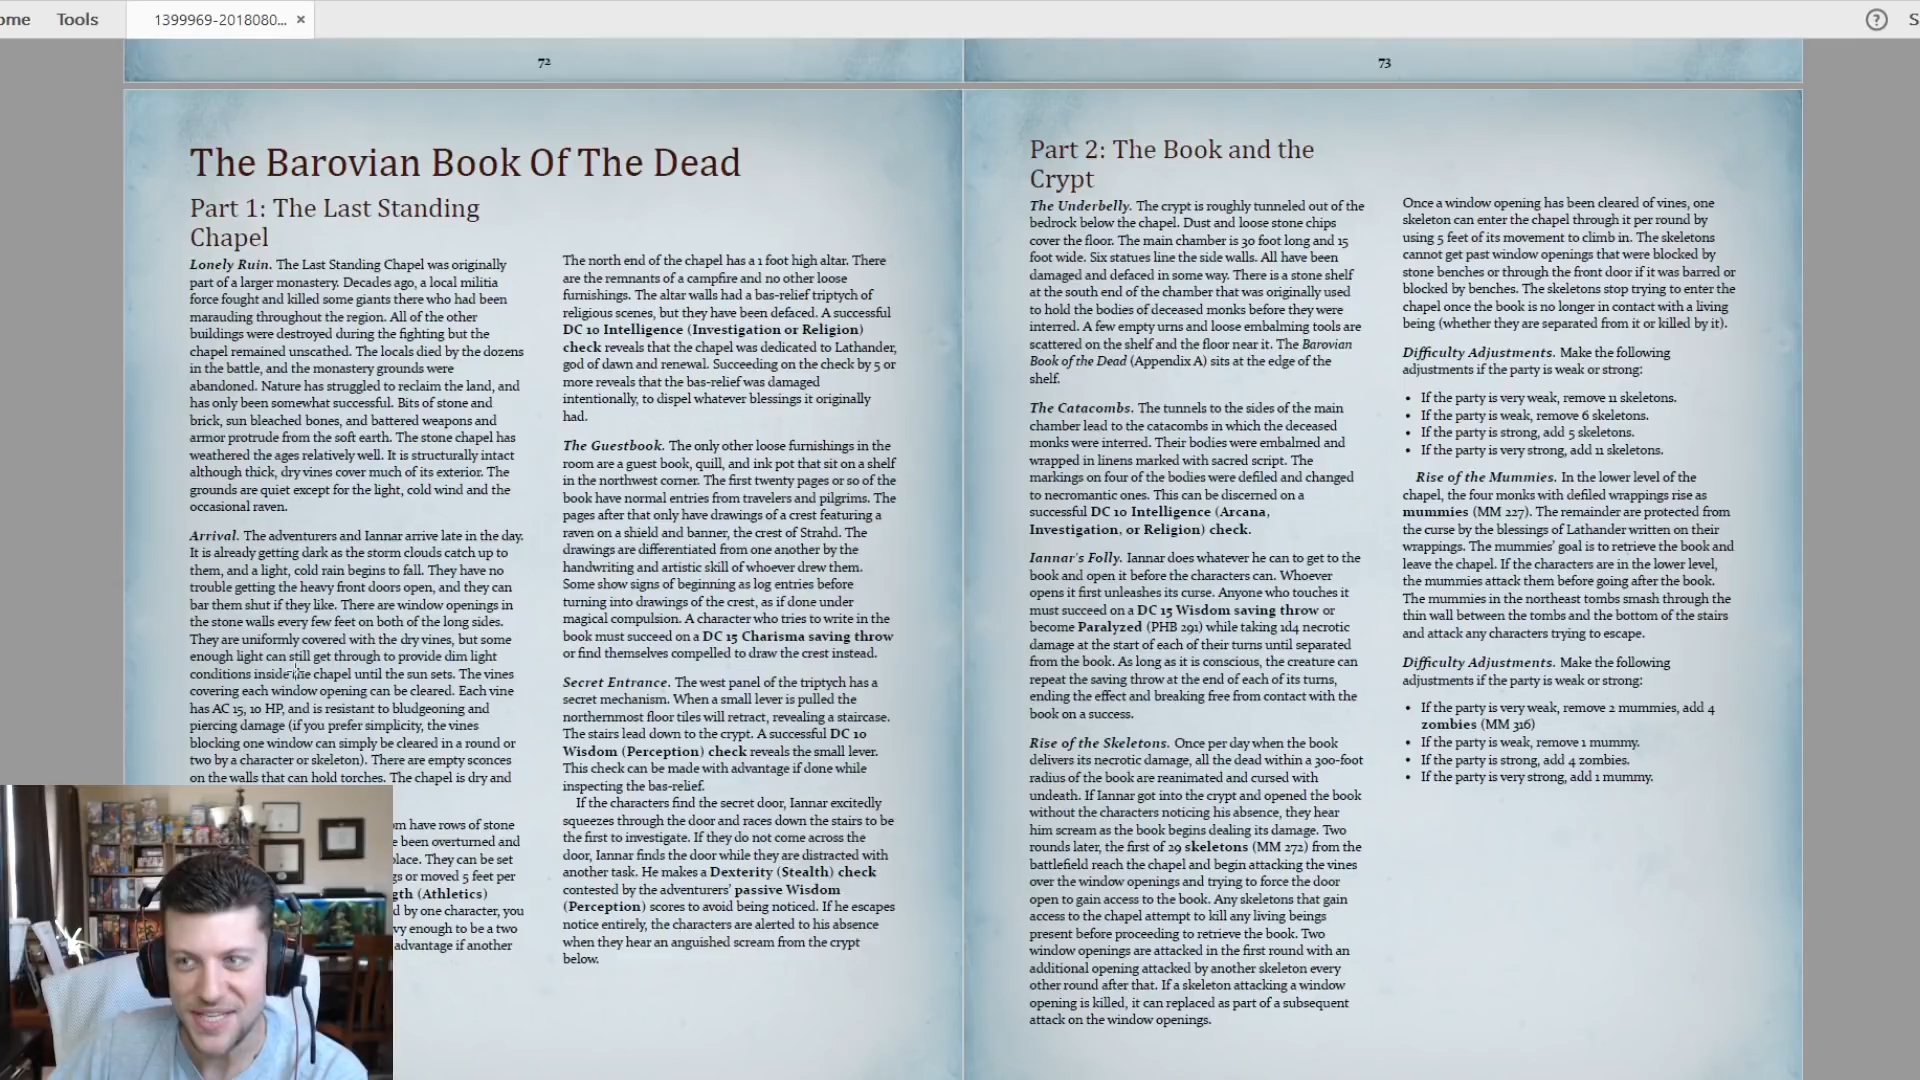 ome
Tools
1399969-2018080...
×
?
S
72
73
The Barovian Book Of The Dead
Part 1: The Last Standing
Chapel
Lonely Ruin. The Last Standing Chapel was originally
part of a larger monastery. Decades ago, a local militia
force fought and killed some giants there who had been
marauding throughout the region. All of the other
buildings were destroyed during the fighting but the
chapel remained unscathed. The locals died by the dozens
in the battle, and the monastery grounds were
abandoned. Nature has struggled to reclaim the land, and
has only been somewhat successful. Bits of stone and
brick, sun bleached bones, and battered weapons and
armor protrude from the soft earth. The stone chapel has
weathered the ages relatively well. It is structurally intact
although thick, dry vines cover much of its exterior. The
grounds are quiet except for the light, cold wind and the
occasional raven.
Arrival. The adventurers and Iannar arrive late in the day.
It is already getting dark as the storm clouds catch up to
them, and a light, cold rain begins to fall. They have no
trouble getting the heavy front doors open, and they can
bar them shut if they like. There are window openings in
the stone walls every few feet on both of the long sides.
They are uniformly covered with the dry vines, but some
enough light can still get through to provide dim light
conditions inside the chapel until the sun sets. The vines
covering each window opening can be cleared. Each vine
has AC 15, 10 HP, and is resistant to bludgeoning and
piercing damage (if you prefer simplicity, the vines
blocking one window can simply be cleared in a round or
two by a character or skeleton). There are empty sconces
on the walls that can hold torches. The chapel is dry and
om have rows of stone
e been overturned and
place. They can be set
gs or moved 5 feet per
gth (Athletics)
d by one character, you
vy enough to be a two
advantage if another
The north end of the chapel has a 1 foot high altar. There
are the remnants of a campfire and no other loose
furnishings. The altar walls had a bas-relief triptych of
religious scenes, but they have been defaced. A successful
DC 10 Intelligence (Investigation or Religion)
check reveals that the chapel was dedicated to Lathander,
god of dawn and renewal. Succeeding on the check by 5 or
more reveals that the bas-relief was damaged
intentionally, to dispel whatever blessings it originally
had.
The Guestbook. The only other loose furnishings in the
room are a guest book, quill, and ink pot that sit on a shelf
in the northwest corner. The first twenty pages or so of the
book have normal entries from travelers and pilgrims. The
pages after that only have drawings of a crest featuring a
raven on a shield and banner, the crest of Strahd. The
drawings are differentiated from one another by the
handwriting and artistic skill of whoever drew them.
Some show signs of beginning as log entries before
turning into drawings of the crest, as if done under
magical compulsion. A character who tries to write in the
book must succeed on a DC 15 Charisma saving throw
or find themselves compelled to draw the crest instead.
Secret Entrance. The west panel of the triptych has a
secret mechanism. When a small lever is pulled the
northernmost floor tiles will retract, revealing a staircase.
The stairs lead down to the crypt. A successful DC 10
Wisdom (Perception) check reveals the small lever.
This check can be made with advantage if done while
inspecting the bas-relief.
If the characters find the secret door, Iannar excitedly
squeezes through the door and races down the stairs to be
the first to investigate. If they do not come across the
door, Iannar finds the door while they are distracted with
another task. He makes a Dexterity (Stealth) check
contested by the adventurers' passive Wisdom
(Perception) scores to avoid being noticed. If he escapes
notice entirely, the characters are alerted to his absence
when they hear an anguished scream from the crypt
below.
Part 2: The Book and the
Crypt
The Underbelly. The crypt is roughly tunneled out of the
bedrock below the chapel. Dust and loose stone chips
cover the floor. The main chamber is 30 foot long and 15
foot wide. Six statues line the side walls. All have been
damaged and defaced in some way. There is a stone shelf
at the south end of the chamber that was originally used
to hold the bodies of deceased monks before they were
interred. A few empty urns and loose embalming tools are
scattered on the shelf and the floor near it. The Barovian
Book of the Dead (Appendix A) sits at the edge of the
shelf.
The Catacombs. The tunnels to the sides of the main
chamber lead to the catacombs in which the deceased
monks were interred. Their bodies were embalmed and
wrapped in linens marked with sacred script. The
markings on four of the bodies were defiled and changed
to necromantic ones. This can be discerned on a
successful DC 10 Intelligence (Arcana,
Investigation, or Religion) check.
Iannar's Folly. Iannar does whatever he can to get to the
book and open it before the characters can. Whoever
opens it first unleashes its curse. Anyone who touches it
must succeed on a DC 15 Wisdom saving throw or
become Paralyzed (PHB 291) while taking 1d4 necrotic
damage at the start of each of their turns until separated
from the book. As long as it is conscious, the creature can
repeat the saving throw at the end of each of its turns,
ending the effect and breaking free from contact with the
book on a success.
Rise of the Skeletons. Once per day when the book
delivers its necrotic damage, all the dead within a 300-foot
radius of the book are reanimated and cursed with
undeath. If Iannar got into the crypt and opened the book
without the characters noticing his absence, they hear
him scream as the book begins dealing its damage. Two
rounds later, the first of 29 skeletons (MM 272) from the
battlefield reach the chapel and begin attacking the vines
over the window openings and trying to force the door
open to gain access to the book. Any skeletons that gain
access to the chapel attempt to kill any living beings
present before proceeding to retrieve the book. Two
window openings are attacked in the first round with an
additional opening attacked by another skeleton every
other round after that. If a skeleton attacking a window
opening is killed, it can replaced as part of a subsequent
attack on the window openings.
Once a window opening has been cleared of vines, one
skeleton can enter the chapel through it per round by
using 5 feet of its movement to climb in. The skeletons
cannot get past window openings that were blocked by
stone benches or through the front door if it was barred or
blocked by benches. The skeletons stop trying to enter the
chapel once the book is no longer in contact with a living
being (whether they are separated from it or killed by it).
Difficulty Adjustments. Make the following
adjustments if the party is weak or strong:
• If the party is very weak, remove 11 skeletons.
• If the party is weak, remove 6 skeletons.
• If the party is strong, add 5 skeletons.
• If the party is very strong, add 11 skeletons.
Rise of the Mummies. In the lower level of the
chapel, the four monks with defiled wrappings rise as
mummies (MM 227). The remainder are protected from
the curse by the blessings of Lathander written on their
wrappings. The mummies' goal is to retrieve the book and
leave the chapel. If the characters are in the lower level,
the mummies attack them before going after the book.
The mummies in the northeast tombs smash through the
thin wall between the tombs and the bottom of the stairs
and attack any characters trying to escape.
Difficulty Adjustments. Make the following
adjustments if the party is weak or strong:
• If the party is very weak, remove 2 mummies, add 4
zombies (MM 316)
• If the party is weak, remove 1 mummy.
• If the party is strong, add 4 zombies.
• If the party is very strong, add 1 mummy.